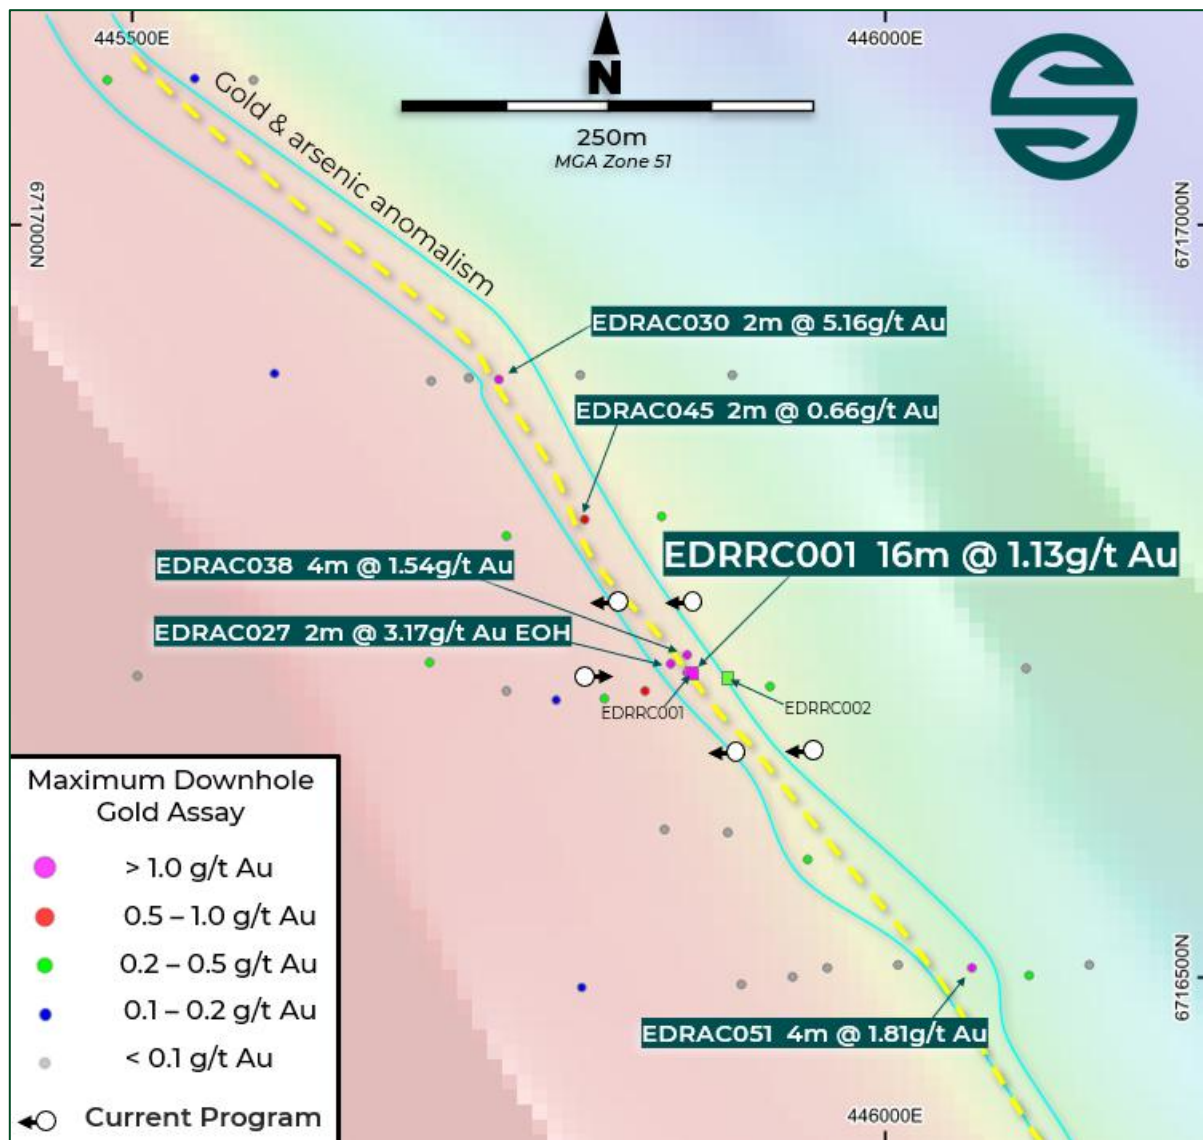 445500E
446000E
N
250m
MGA Zone 51
Gold & arsenic anomalism
6717000N
6717000N
EDRAC030 2m @ 5.16g/t Au
EDRAC045 2m @ 0.66g/t Au
EDRRC001 16m @ 1.13g/t Au
EDRAC038 4m @ 1.54g/t Au
EDRAC027 2m @ 3.17g/t Au EOH
EDRRC001
EDRRC002
6716500N
EDRAC051 4m @ 1.81g/t Au
446000E
Maximum Downhole
Gold Assay
> 1.0 g/t Au
0.5 – 1.0 g/t Au
0.2 – 0.5 g/t Au
0.1 – 0.2 g/t Au
< 0.1 g/t Au
Current Program